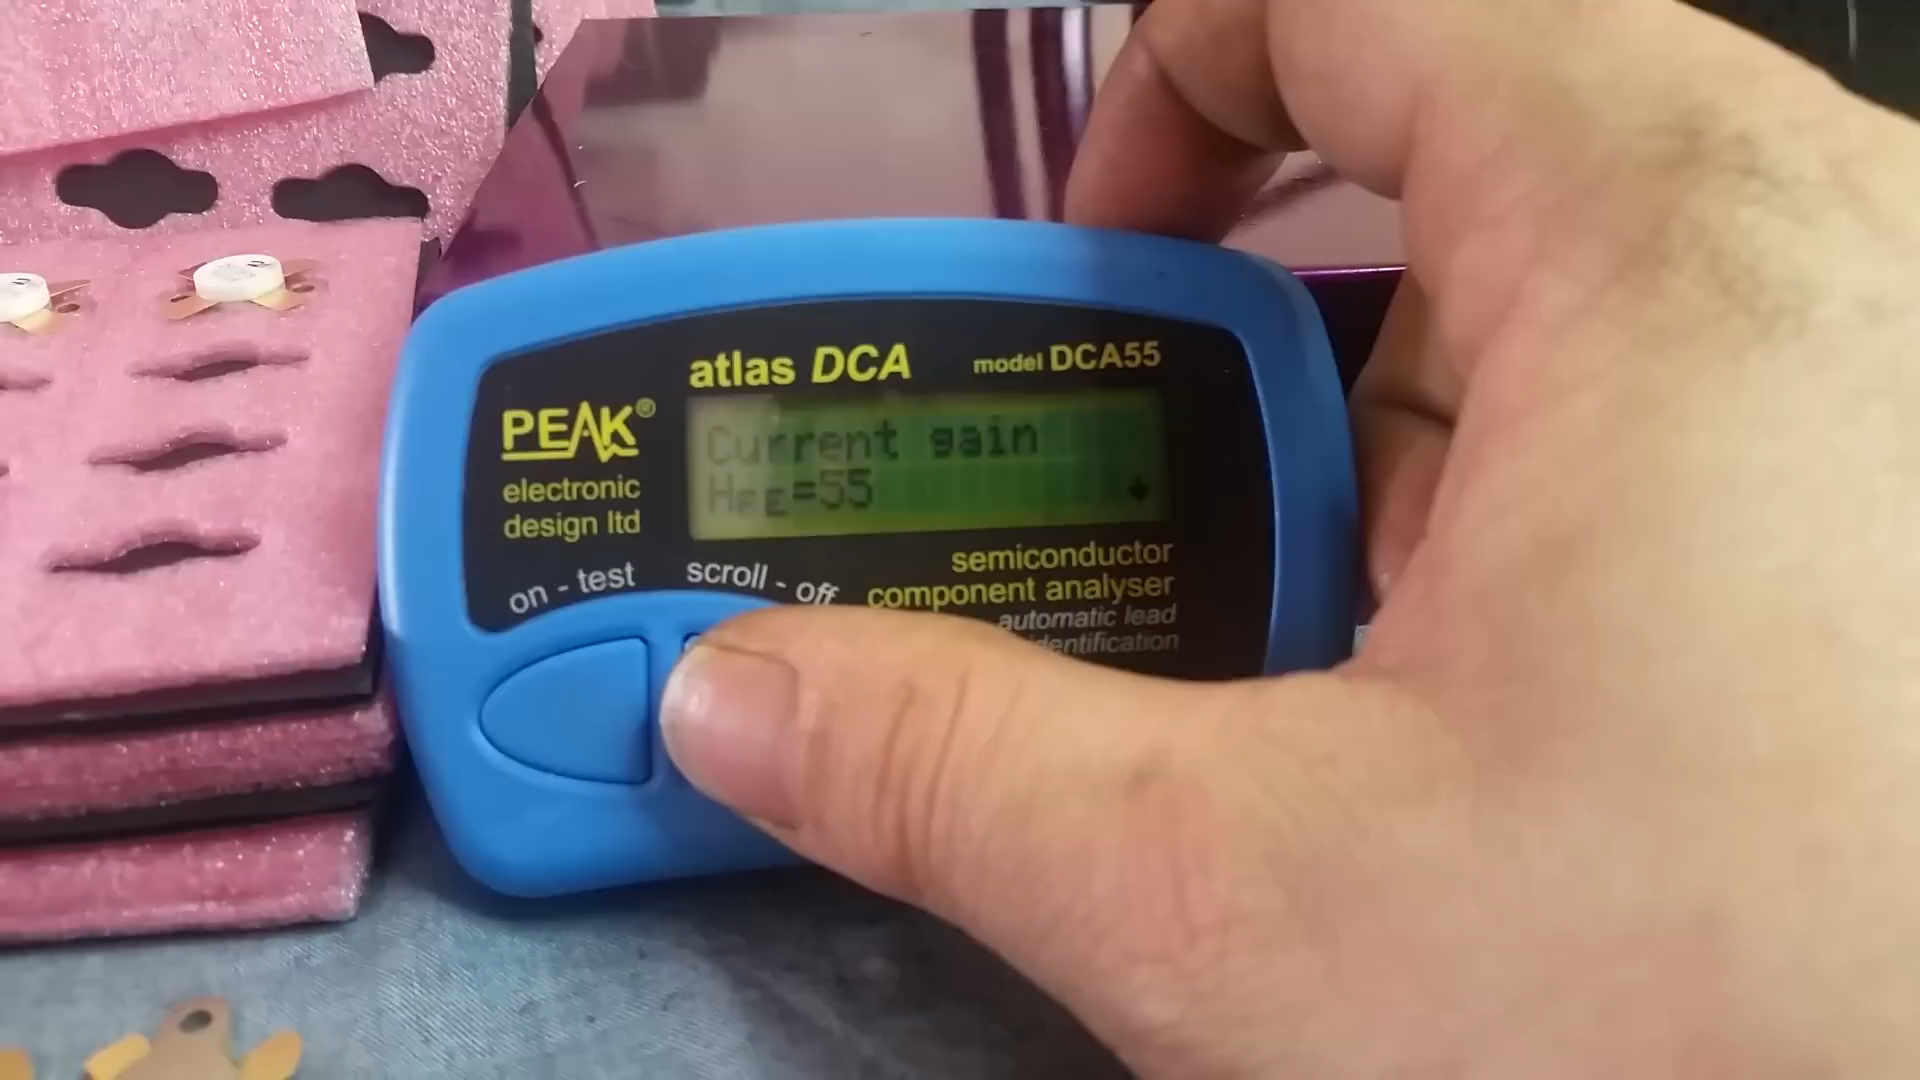 atlas DCA
model DCA55
PEAK®
electronic
design ltd
Current gain
HFE=55
on - test
scroll - off
semiconductor
component analyser
automatic lead
identification